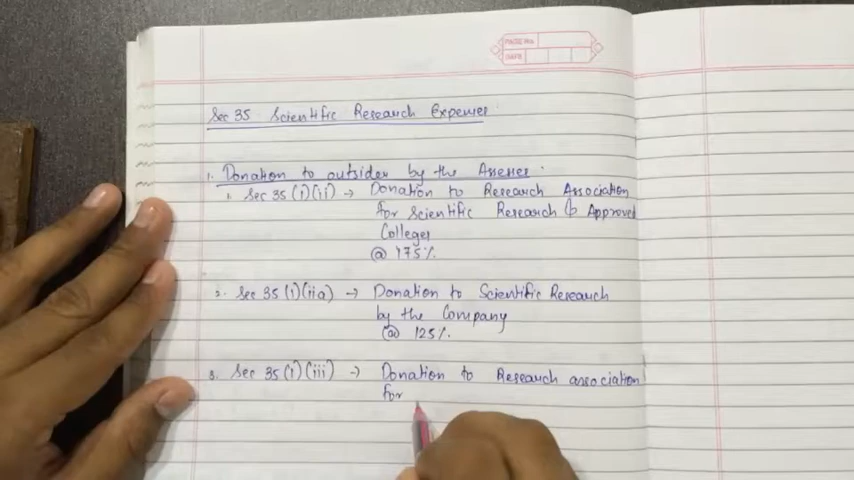 PAGE No.
DATE
Sec 35 Scientific Research Expenses
1. Donation to outsider by the Assessee.
1. Sec 35 (1)(ii) → Donation to Research Association
for Scientific Research & Approved
Colleges
@ 175%
2. Sec 35 (1)(iia) → Donation to Scientific Research
by the Company
@ 125%.
3. Sec 35 (1)(iii) → Donation to Research association
for